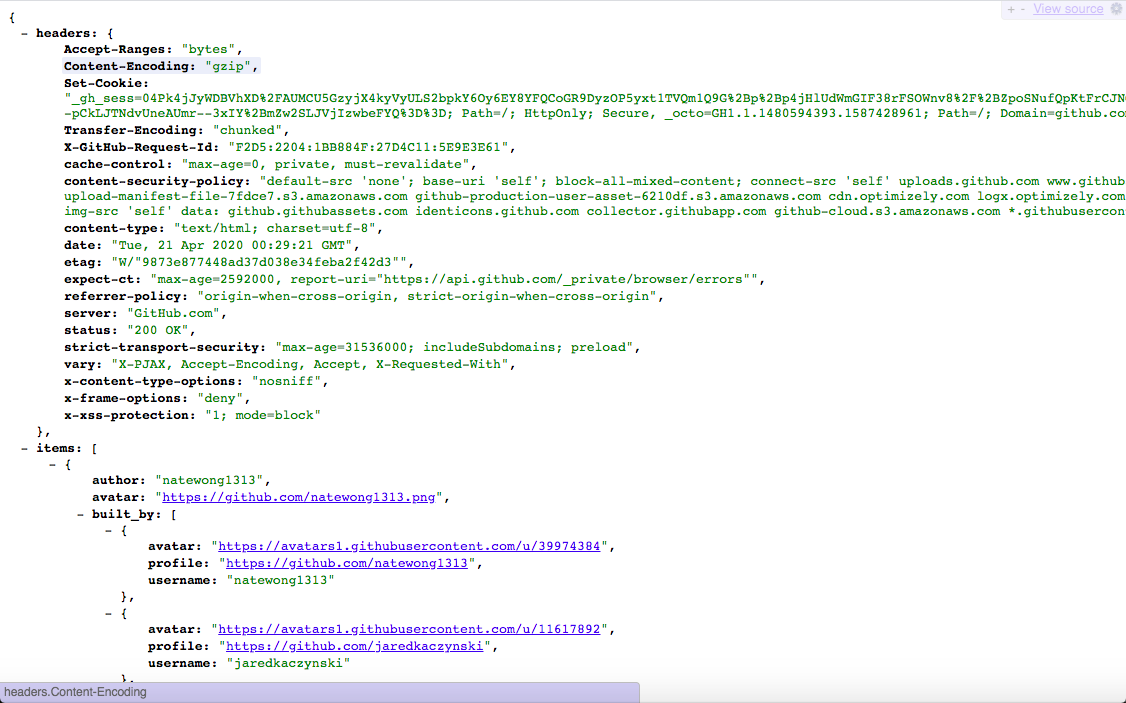 + - View source
{
- headers: {
Accept-Ranges: "bytes",
Content-Encoding: "gzip",
Set-Cookie:
"_gh_sess=04Pk4jJyWDBVhXD%2FAUMCU5GzyjX4kyVyULS2bpkY6Oy6EY8YFQCoGR9DyzOP5yxt1TVQm1Q9G%2Bp%2Bp4jHlUdWmGIF38rFSOWnv8%2F%2BZpoSNufQpKtFrCJN
-pCkLJTNdvUneAUmr--3xIY%2BmZw2SLJVjIzwbeFYQ%3D%3D; Path=/; HttpOnly; Secure, _octo=GH1.1.1480594393.1587428961; Path=/; Domain=github.co
Transfer-Encoding: "chunked",
X-GitHub-Request-Id: "F2D5:2204:1BB884F:27D4C11:5E9E3E61",
cache-control: "max-age=0, private, must-revalidate",
content-security-policy: "default-src 'none'; base-uri 'self'; block-all-mixed-content; connect-src 'self' uploads.github.com www.github
upload-manifest-file-7fdce7.s3.amazonaws.com github-production-user-asset-6210df.s3.amazonaws.com cdn.optimizely.com logx.optimizely.com
img-src 'self' data: github.githubassets.com identicons.github.com collector.githubapp.com github-cloud.s3.amazonaws.com *.githubusercon
content-type: "text/html; charset=utf-8",
date: "Tue, 21 Apr 2020 00:29:21 GMT",
etag: "W/"9873e877448ad37d038e34feba2f42d3"",
expect-ct: "max-age=2592000, report-uri="https://api.github.com/_private/browser/errors"",
referrer-policy: "origin-when-cross-origin, strict-origin-when-cross-origin",
server: "GitHub.com",
status: "200 OK",
strict-transport-security: "max-age=31536000; includeSubdomains; preload",
vary: "X-PJAX, Accept-Encoding, Accept, X-Requested-With",
x-content-type-options: "nosniff",
x-frame-options: "deny",
x-xss-protection: "1; mode=block"
},
- items: [
- {
author: "natewong1313",
avatar: "https://github.com/natewong1313.png",
- built_by: [
- {
avatar: "https://avatars1.githubusercontent.com/u/39974384",
profile: "https://github.com/natewong1313",
username: "natewong1313"
},
- {
avatar: "https://avatars1.githubusercontent.com/u/11617892",
profile: "https://github.com/jaredkaczynski",
username: "jaredkaczynski"
},
headers.Content-Encoding